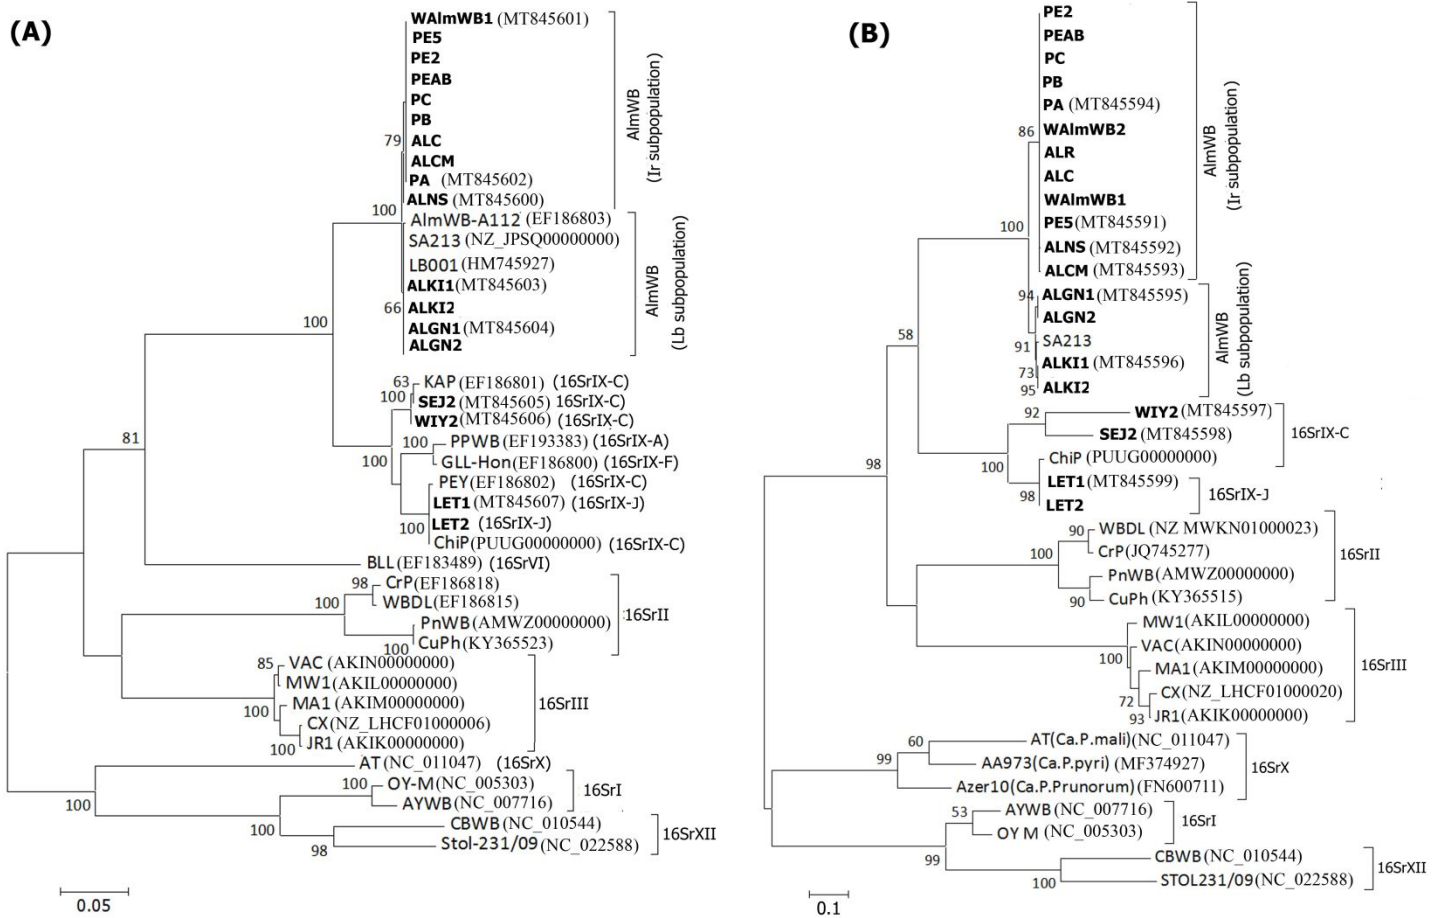 (A)
WAlmWB1 (MT845601)
PE5
PE2
PEAB
PC
PB
79
ALC
ALCM
PA (MT845602)
ALNS (MT845600)
AlmWB
(Ir subpopulation)
100
AlmWB-A112 (EF186803)
SA213 (NZ_JPSQ00000000)
LB001 (HM745927)
ALKI1 (MT845603)
66
ALKI2
ALGN1 (MT845604)
ALGN2
AlmWB
(Lb subpopulation)
100
63
KAP (EF186801) (16SrIX-C)
100
SEJ2 (MT845605) 16SrIX-C)
WIY2 (MT845606) (16SrIX-C)
81
100
PPWB (EF193383) (16SrIX-A)
100
GLL-Hon (EF186800) (16SrIX-F)
PEY (EF186802) (16SrIX-C)
LET1 (MT845607) (16SrIX-J)
100
LET2 (16SrIX-J)
ChiP (PUUG00000000) (16SrIX-C)
BLL (EF183489) (16SrVI)
98
CrP (EF186818)
100
WBDL (EF186815)
PnWB (AMWZ00000000)
100
CuPh (KY365523)
16SrII
85
VAC (AKIN00000000)
MW1 (AKIL00000000)
100
MA1 (AKIM00000000)
CX (NZ_LHCF01000006)
100
JR1 (AKIK00000000)
16SrIII
AT (NC_011047) (16SrX)
100
100
OY-M (NC_005303)
AYWB (NC_007716)
16SrI
100
CBWB (NC_010544)
98
Stol-231/09 (NC_022588)
16SrXII
0.05
(B)
PE2
PEAB
PC
PB
PA (MT845594)
86
WAlmWB2
ALR
ALC
WAlmWB1
100
PE5 (MT845591)
ALNS (MT845592)
ALCM (MT845593)
AlmWB
(Ir subpopulation)
94
ALGN1 (MT845595)
ALGN2
91
SA213
73
ALKI1 (MT845596)
95
ALKI2
AlmWB
(Lb subpopulation)
58
92
WIY2 (MT845597)
SEJ2 (MT845598)
16SrIX-C
98
100
ChiP (PUUG00000000)
LET1 (MT845599)
98
LET2
16SrIX-J
90
WBDL (NZ MWKN01000023)
100
CrP (JQ745277)
PnWB (AMWZ00000000)
90
CuPh (KY365515)
16SrII
MW1 (AKIL00000000)
VAC (AKIN00000000)
100
MA1 (AKIM00000000)
CX (NZ_LHCF01000020)
72
93
JR1 (AKIK00000000)
16SrIII
60
AT(Ca.P.mali) (NC_011047)
99
AA973(Ca.P.pyri) (MF374927)
Azer10(Ca.P.Prunorum) (FN600711)
16SrX
53
AYWB (NC_007716)
OY M (NC_005303)
16SrI
99
CBWB (NC_010544)
100
STOL231/09 (NC_022588)
16SrXII
0.1